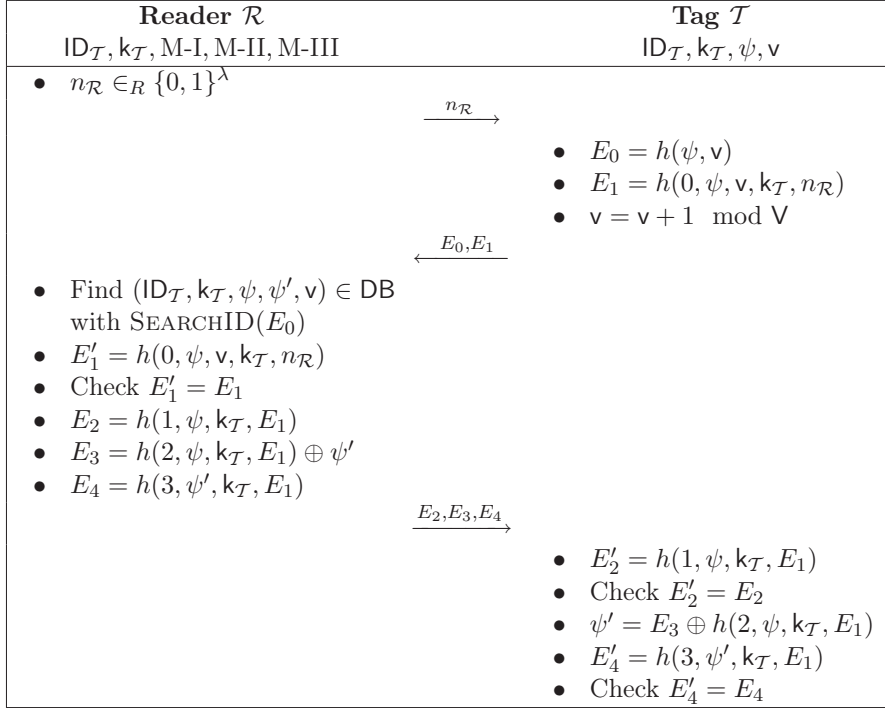 Reader 𝓡 Tag 𝓣
ID_𝓣, k_𝓣, M-I, M-II, M-III ID_𝓣, k_𝓣, ψ, v
• n_𝓡 ∈_R {0, 1}^λ
n_𝓡
• E_0 = h(ψ, v)
• E_1 = h(0, ψ, v, k_𝓣, n_𝓡)
• v = v + 1 mod V
E_0,E_1
• Find (ID_𝓣, k_𝓣, ψ, ψ′, v) ∈ DB
with SEARCHID(E_0)
• E′_1 = h(0, ψ, v, k_𝓣, n_𝓡)
• Check E′_1 = E_1
• E_2 = h(1, ψ, k_𝓣, E_1)
• E_3 = h(2, ψ, k_𝓣, E_1) ⊕ ψ′
• E_4 = h(3, ψ′, k_𝓣, E_1)
E_2,E_3,E_4
• E′_2 = h(1, ψ, k_𝓣, E_1)
• Check E′_2 = E_2
• ψ′ = E_3 ⊕ h(2, ψ, k_𝓣, E_1)
• E′_4 = h(3, ψ′, k_𝓣, E_1)
• Check E′_4 = E_4